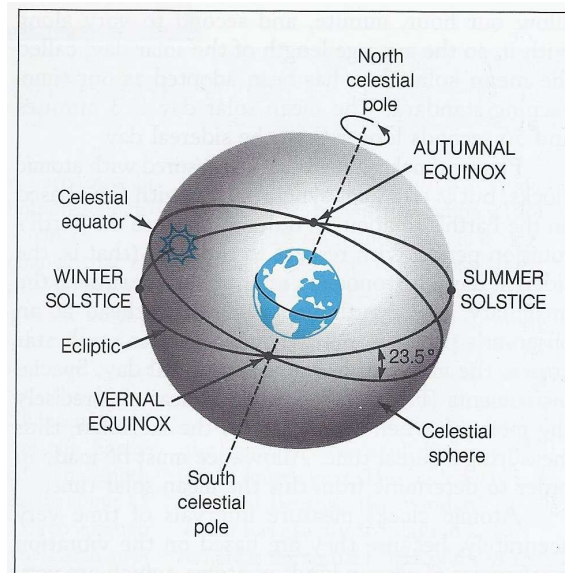 North
celestial
pole
AUTUMNAL
EQUINOX
Celestial
equator
WINTER
SOLSTICE
SUMMER
SOLSTICE
Ecliptic
23.5°
VERNAL
EQUINOX
Celestial
sphere
South
celestial
pole